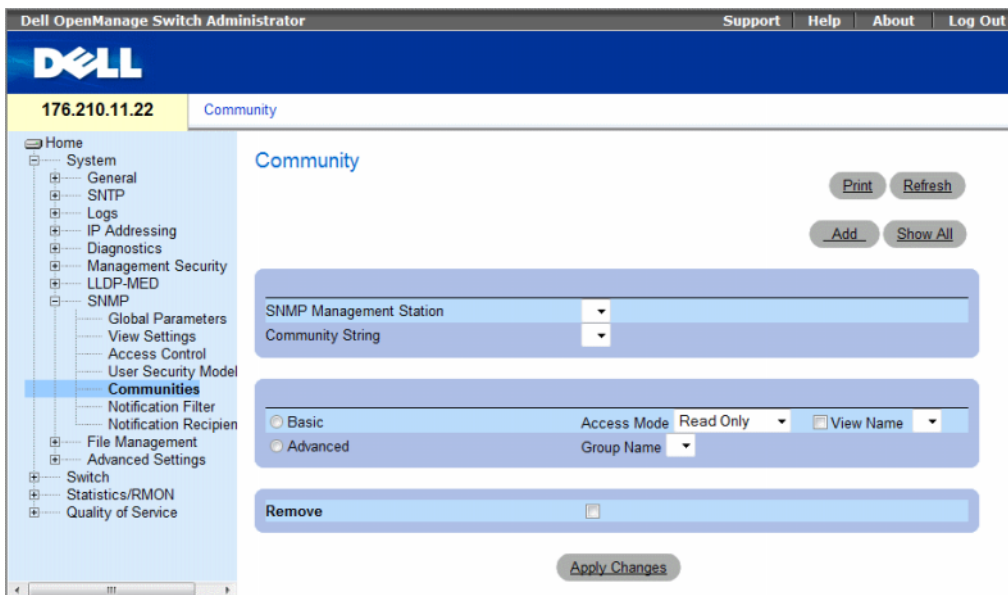 Dell OpenManage Switch Administrator Support Help About Log Out
DELL
176.210.11.22 Community
Home
System
General
SNTP
Logs
IP Addressing
Diagnostics
Management Security
LLDP-MED
SNMP
Global Parameters
View Settings
Access Control
User Security Model
Communities
Notification Filter
Notification Recipien
File Management
Advanced Settings
Switch
Statistics/RMON
Quality of Service
Community
Print Refresh
Add Show All
SNMP Management Station
Community String
Basic Access Mode Read Only View Name
Advanced Group Name
Remove
Apply Changes